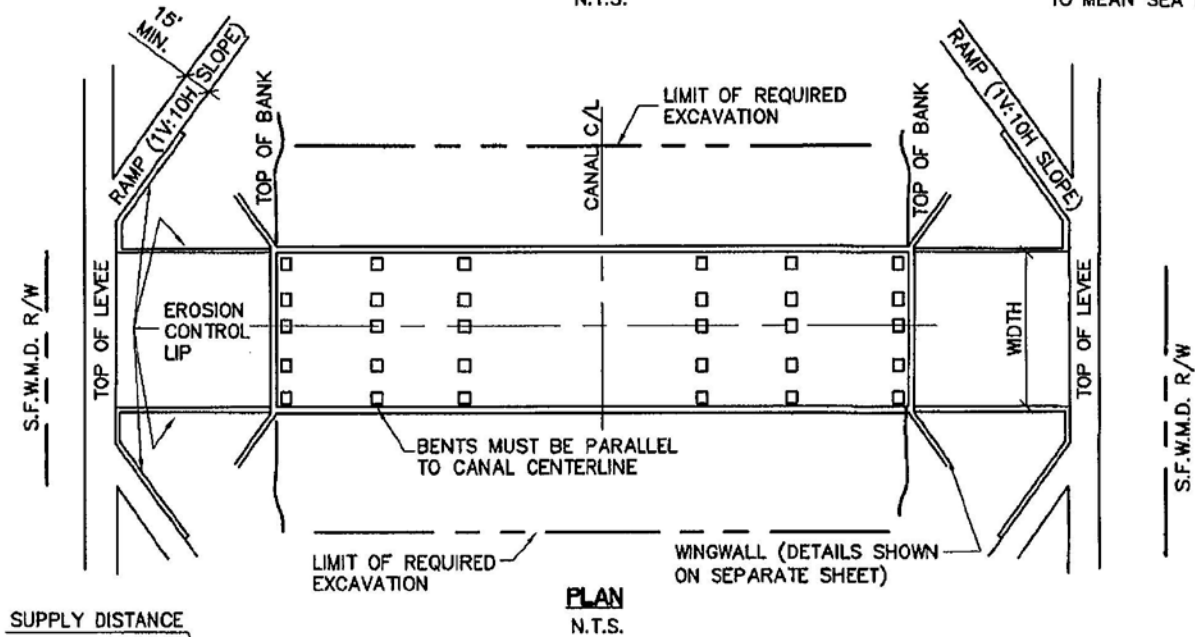 N.T.S.
TO MEAN SEA
15'
MIN.
RAMP (1V:10H SLOPE)
TOP OF BANK
LIMIT OF REQUIRED
EXCAVATION
CANAL C/L
TOP OF BANK
RAMP (1V:10H SLOPE)
S.F.W.M.D. R/W
TOP OF LEVEE
EROSION
CONTROL
LIP
WIDTH
TOP OF LEVEE
S.F.W.M.D. R/W
BENTS MUST BE PARALLEL
TO CANAL CENTERLINE
LIMIT OF REQUIRED
EXCAVATION
WINGWALL (DETAILS SHOWN
ON SEPARATE SHEET)
PLAN
N.T.S.
SUPPLY DISTANCE